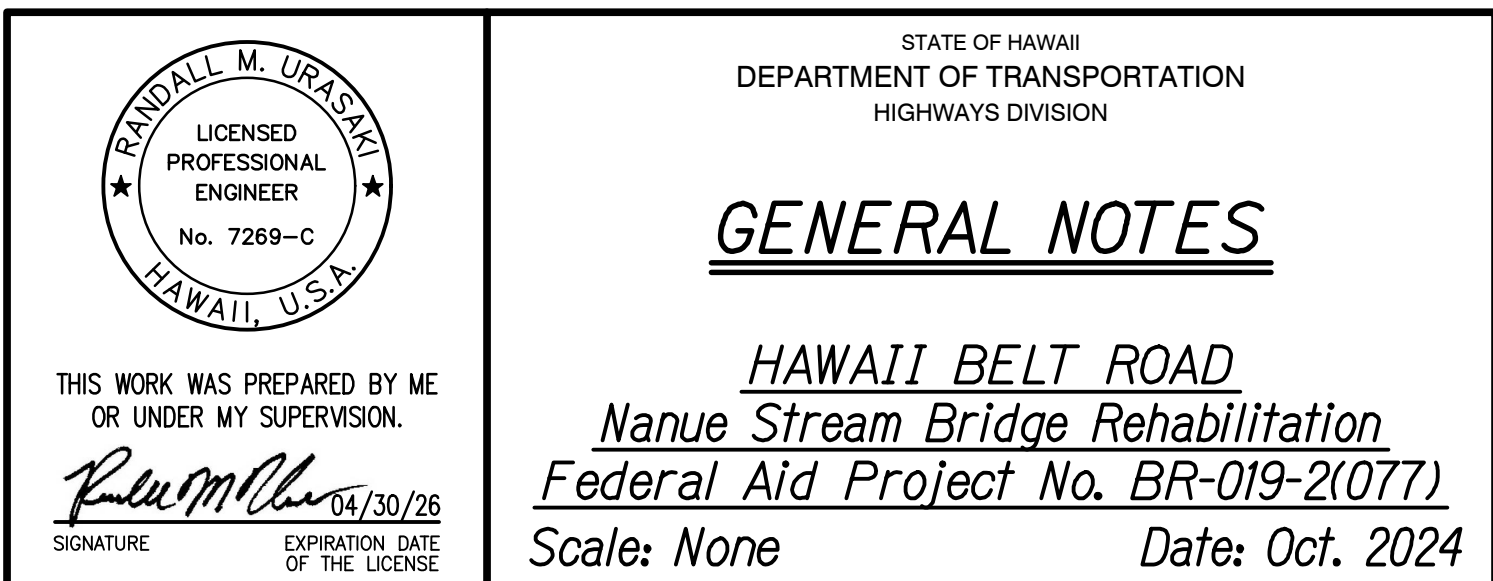 RANDALL M. URASAKI
LICENSED
PROFESSIONAL
ENGINEER
No. 7269-C
HAWAII, U.S.A.
THIS WORK WAS PREPARED BY ME
OR UNDER MY SUPERVISION.
04/30/26
SIGNATURE EXPIRATION DATE
OF THE LICENSE
STATE OF HAWAII
DEPARTMENT OF TRANSPORTATION
HIGHWAYS DIVISION
GENERAL NOTES
HAWAII BELT ROAD
Nanue Stream Bridge Rehabilitation
Federal Aid Project No. BR-019-2(077)
Scale: None Date: Oct. 2024